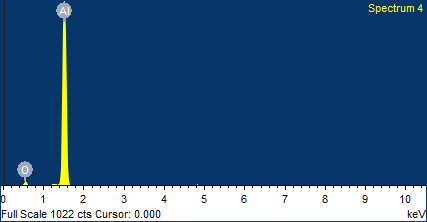 Spectrum 4
Al
O
0 1 2 3 4 5 6 7 8 9 10
Full Scale 1022 cts Cursor: 0.000 keV